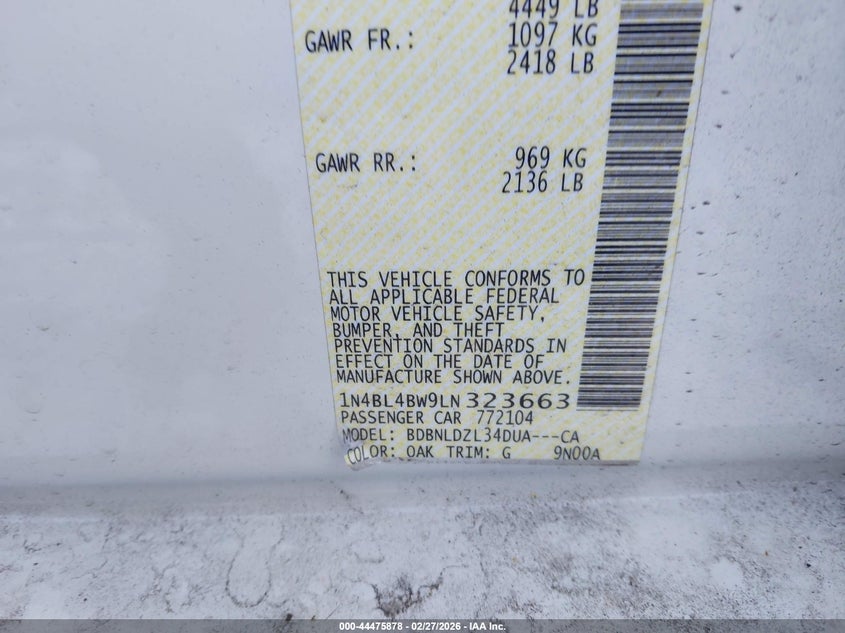 4449 LB
GAWR FR.: 1097 KG
2418 LB
GAWR RR.: 969 KG
2136 LB
THIS VEHICLE CONFORMS TO
ALL APPLICABLE FEDERAL
MOTOR VEHICLE SAFETY,
BUMPER, AND THEFT
PREVENTION STANDARDS IN
EFFECT ON THE DATE OF
MANUFACTURE SHOWN ABOVE.
1N4BL4BW9LN323663
PASSENGER CAR 772104
MODEL: BDBNLDZL34DUA---CA
COLOR: OAK TRIM: G 9N00A
000-44475878 - 02/27/2026 - IAA Inc.